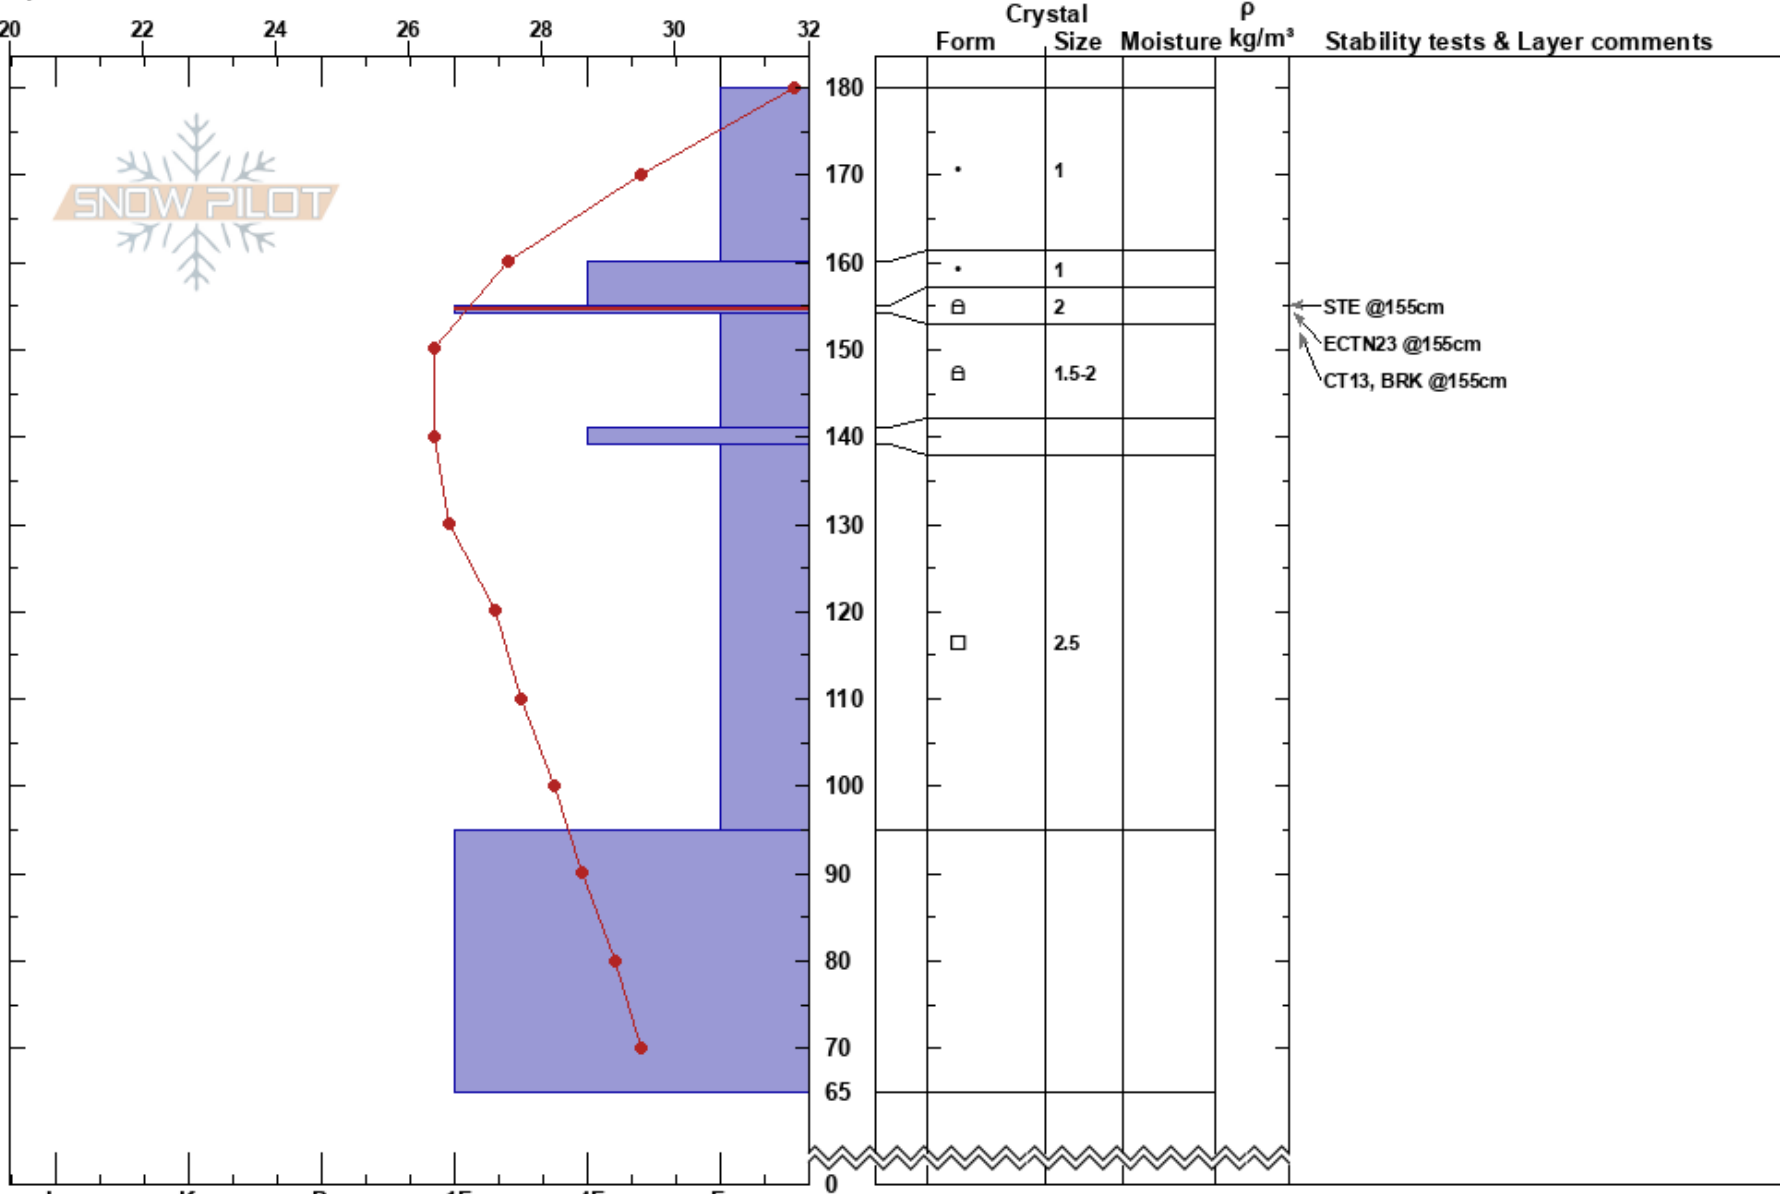 20 22 24 26 28 30 32
Crystal ρ
Form Size Moisture kg/m³ Stability tests & Layer comments
180
SNOW PILOT
170 1
160 1
2 STE @155cm
150 ECTN23 @155cm
1.5-2 CT13, BRK @155cm
140
130
120
2.5
110
100
90
80
70
65
0